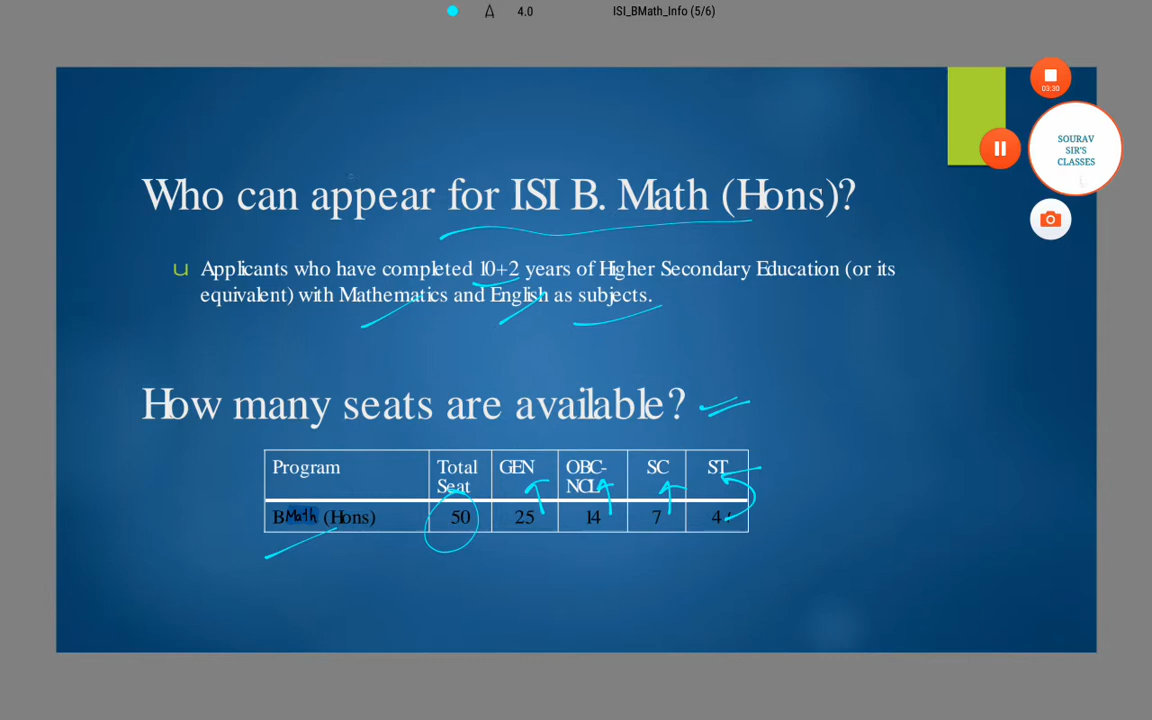 4.0 ISI_BMath_Info (5/6)
03:30
SOURAV
SIR'S
CLASSES
Who can appear for ISI B. Math (Hons)?
u Applicants who have completed 10+2 years of Higher Secondary Education (or its
equivalent) with Mathematics and English as subjects.
How many seats are available?
Program Total Seat GEN OBC-NCL SC ST
B Math (Hons) 50 25 14 7 4